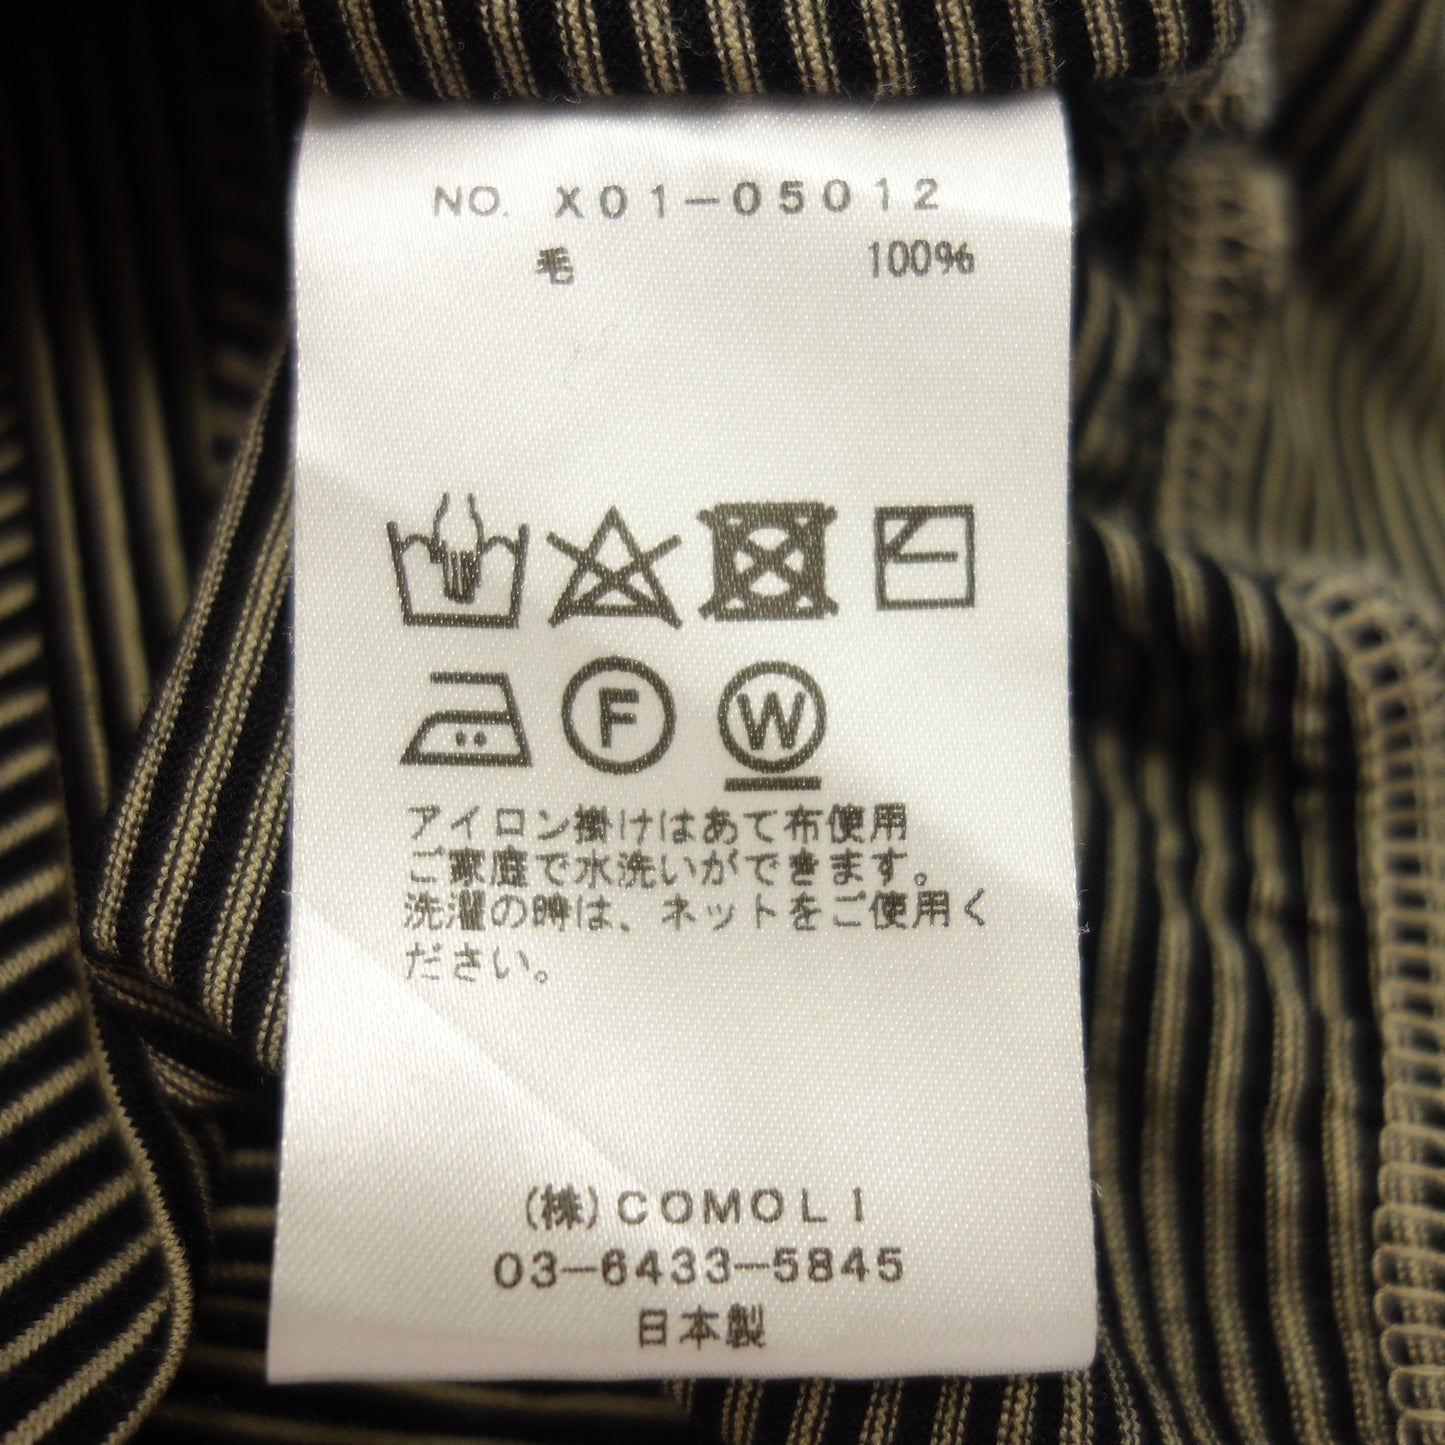 NO. X01-05012
毛 100%
F W
アイロン掛けはあて布使用
ご家庭で水洗いができます。
洗濯の時は、ネットをご使用く
ださい。
(株)COMOLI
03-6433-5845
日本製